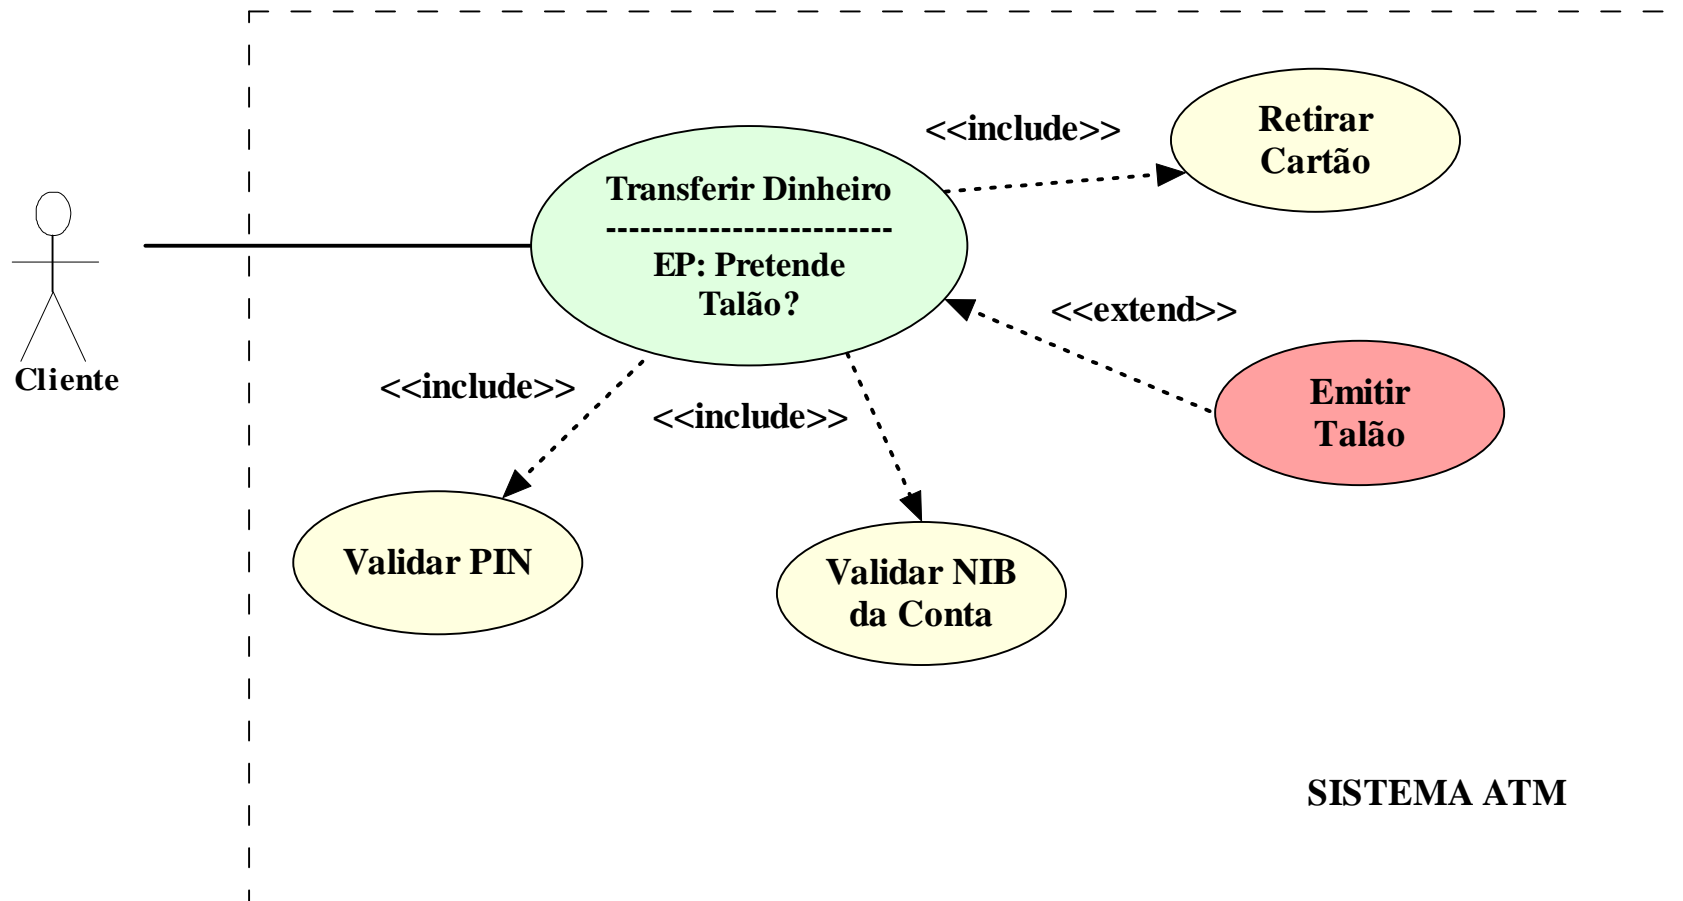 <<include>>
Retirar
Cartão
Transferir Dinheiro
-------------------------
EP: Pretende
Talão?
<<extend>>
Cliente
<<include>>
<<include>>
Emitir
Talão
Validar PIN
Validar NIB
da Conta
SISTEMA ATM